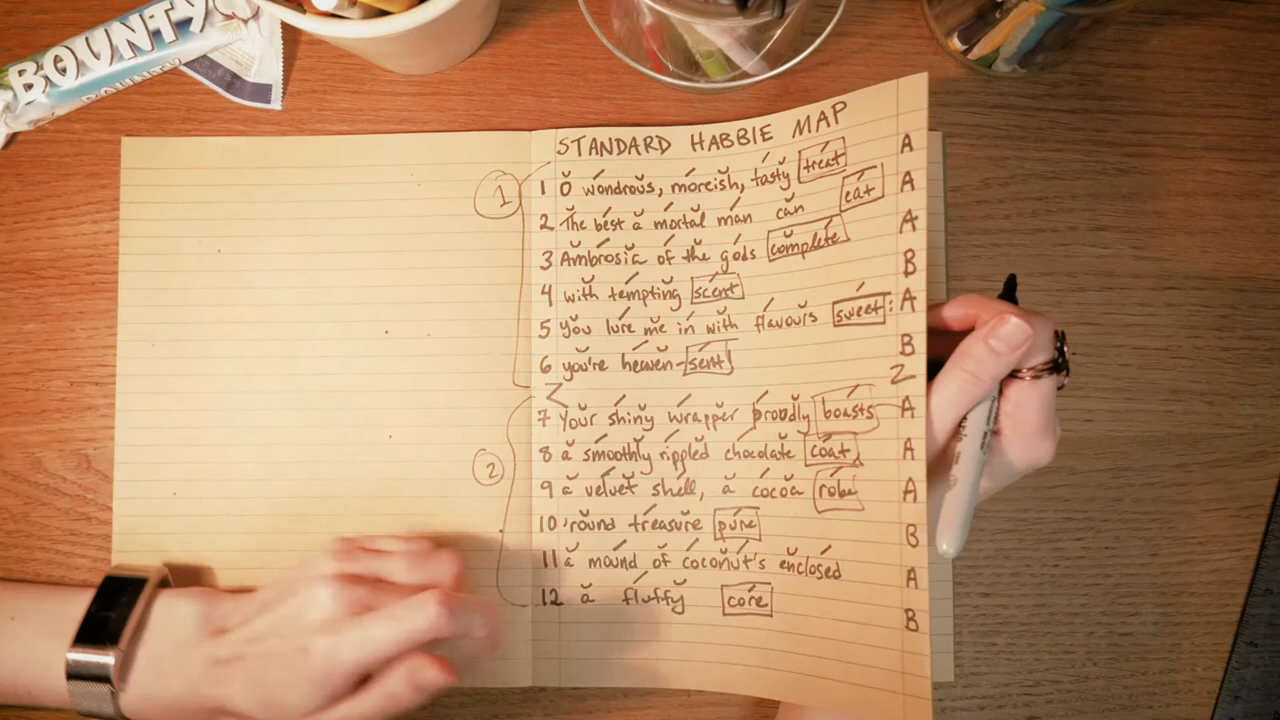 BOUNTY
BOUNTY
STANDARD HABBIE MAP
1 O wondrous, moreish, tasty treat A
2 The best a mortal man can eat A
3 Ambrosia of the gods complete A
4 with tempting scent B
5 you lure me in with flavours sweet: A
6 you're heaven-sent B
Z Z
7 Your shiny wrapper proudly boasts A
8 a smoothly rippled chocolate coat, A
9 a velvet shell, a cocoa robe A
10 'round treasure pure B
11 a mound of coconut's enclosed A
12 a fluffy core B
1
2